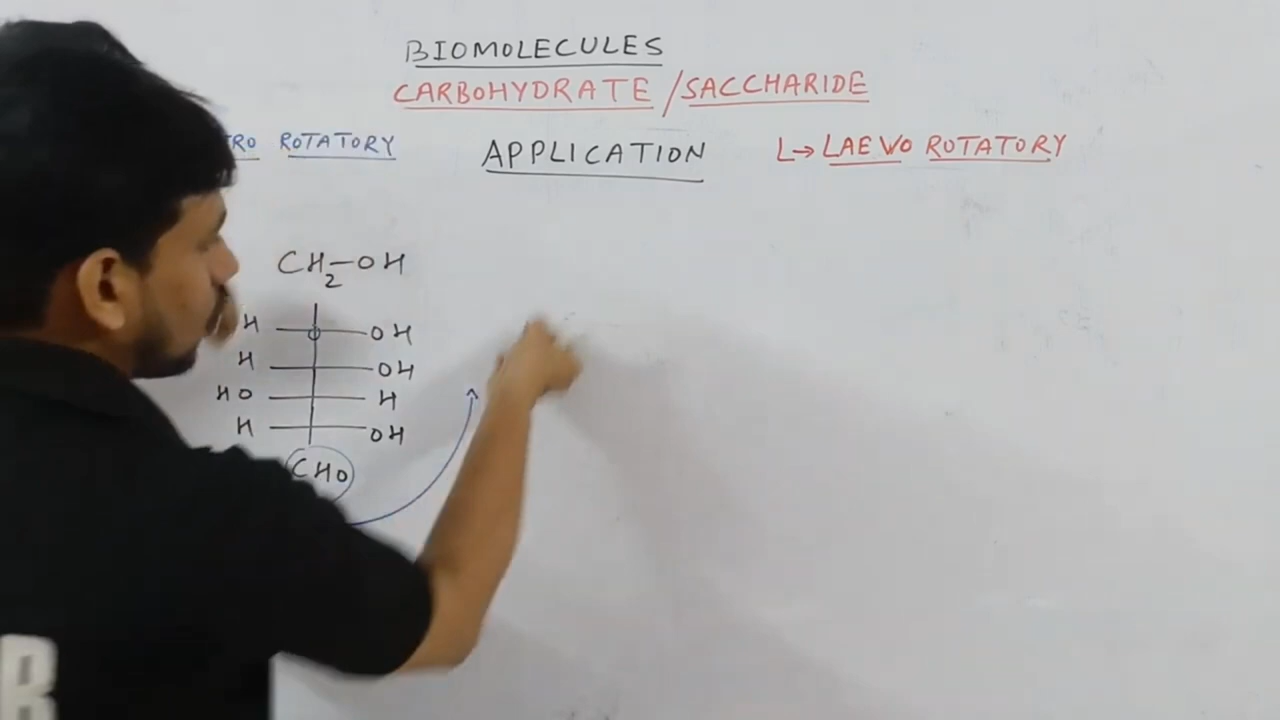 BIOMOLECULES
CARBOHYDRATE / SACCHARIDE
ROTATORY APPLICATION L→ LAEVO ROTATORY
CH2-OH
H OH
H OH
HO H
H OH
CHO
B